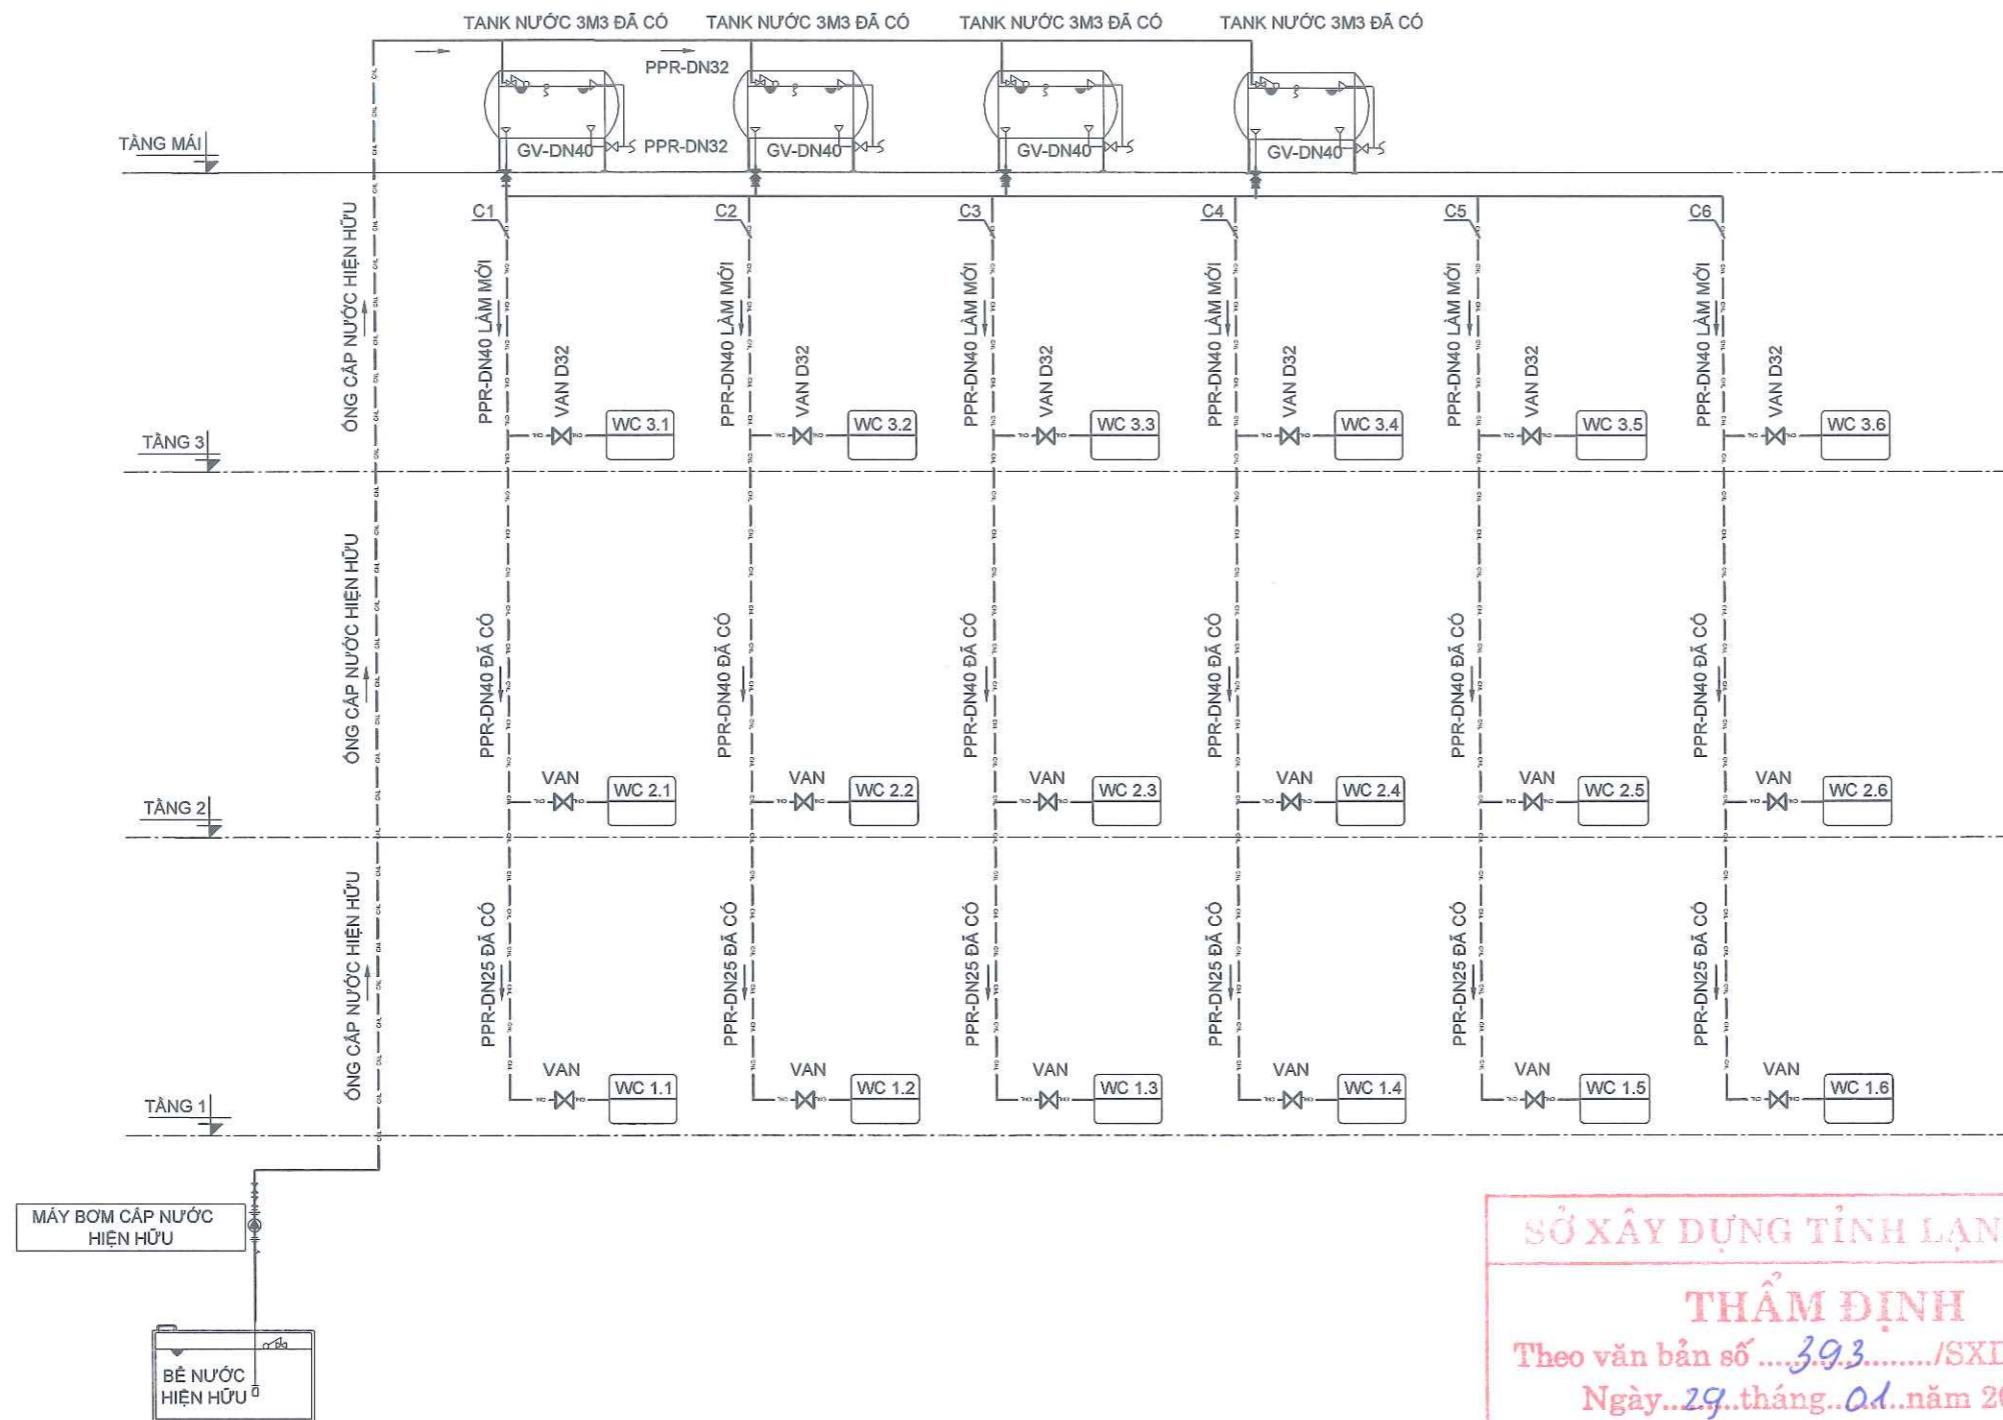 TANK NƯỚC 3M3 ĐÃ CÓ
TANK NƯỚC 3M3 ĐÃ CÓ
TANK NƯỚC 3M3 ĐÃ CÓ
TANK NƯỚC 3M3 ĐÃ CÓ
PPR-DN32
TẦNG MÁI
GV-DN40
PPR-DN32
GV-DN40
GV-DN40
GV-DN40
C1
C2
C3
C4
C5
C6
ỐNG CẤP NƯỚC HIỆN HỮU
PPR-DN40 LÀM MỚI
PPR-DN40 LÀM MỚI
PPR-DN40 LÀM MỚI
PPR-DN40 LÀM MỚI
PPR-DN40 LÀM MỚI
PPR-DN40 LÀM MỚI
VAN D32
VAN D32
VAN D32
VAN D32
VAN D32
VAN D32
WC 3.1
WC 3.2
WC 3.3
WC 3.4
WC 3.5
WC 3.6
TẦNG 3
ỐNG CẤP NƯỚC HIỆN HỮU
PPR-DN40 ĐÃ CÓ
PPR-DN40 ĐÃ CÓ
PPR-DN40 ĐÃ CÓ
PPR-DN40 ĐÃ CÓ
PPR-DN40 ĐÃ CÓ
PPR-DN40 ĐÃ CÓ
VAN
VAN
VAN
VAN
VAN
VAN
WC 2.1
WC 2.2
WC 2.3
WC 2.4
WC 2.5
WC 2.6
TẦNG 2
ỐNG CẤP NƯỚC HIỆN HỮU
PPR-DN25 ĐÃ CÓ
PPR-DN25 ĐÃ CÓ
PPR-DN25 ĐÃ CÓ
PPR-DN25 ĐÃ CÓ
PPR-DN25 ĐÃ CÓ
PPR-DN25 ĐÃ CÓ
VAN
VAN
VAN
VAN
VAN
VAN
WC 1.1
WC 1.2
WC 1.3
WC 1.4
WC 1.5
WC 1.6
TẦNG 1
MÁY BƠM CẤP NƯỚC
HIỆN HỮU
BỂ NƯỚC
HIỆN HỮU
SỞ XÂY DỰNG TỈNH LẠN
THẨM ĐỊNH
Theo văn bản số ....393......../SXD
Ngày..29..tháng..01..năm 20